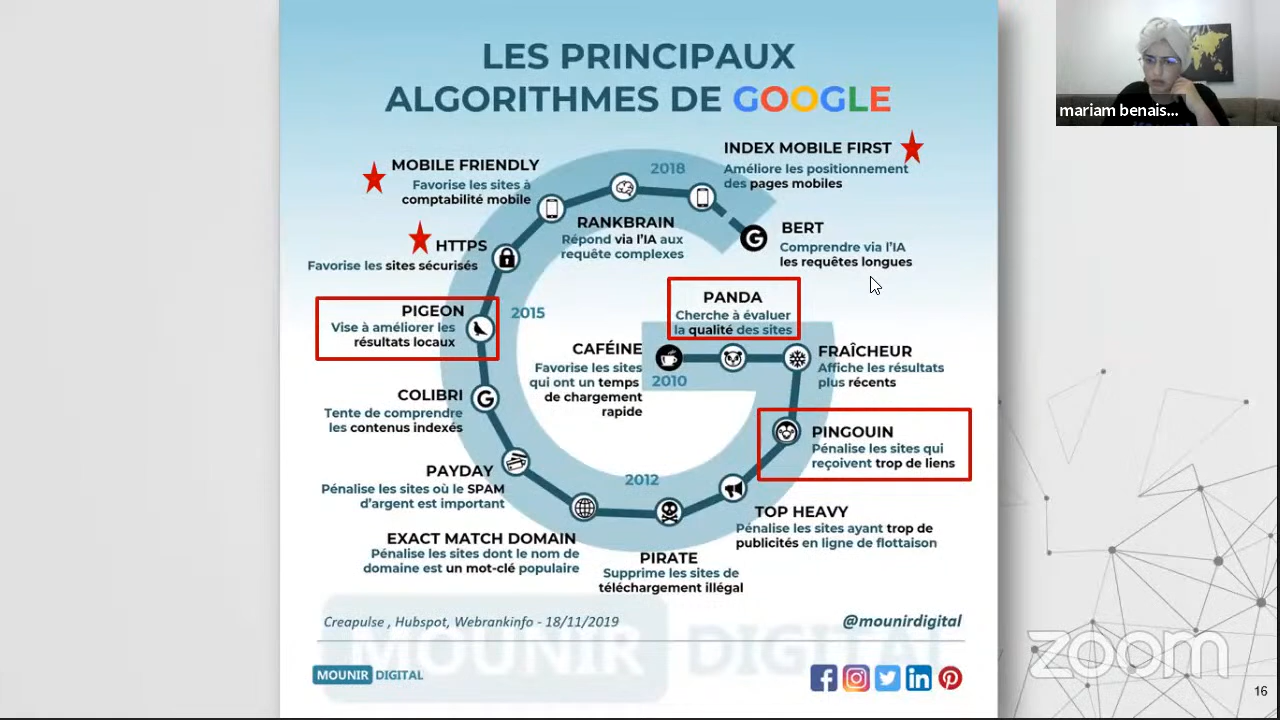 LES PRINCIPAUX
ALGORITHMES DE GOOGLE
mariam benais...
INDEX MOBILE FIRST
Améliore les positionnement
des pages mobiles
MOBILE FRIENDLY
Favorise les sites à
comptabilité mobile
2018
RANKBRAIN
Répond via l'IA aux
requête complexes
BERT
Comprendre via l'IA
les requêtes longues
HTTPS
Favorise les sites sécurisés
PIGEON
Vise à améliorer les
résultats locaux
2015
PANDA
Cherche à évaluer
la qualité des sites
CAFÉINE
Favorise les sites
qui ont un temps
de chargement
rapide
2010
FRAÎCHEUR
Affiche les résultats
plus récents
COLIBRI
Tente de comprendre
les contenus indexés
PINGOUIN
Pénalise les sites qui
reçoivent trop de liens
PAYDAY
Pénalise les sites où le SPAM
d'argent est important
2012
TOP HEAVY
Pénalise les sites ayant trop de
publicités en ligne de flottaison
EXACT MATCH DOMAIN
Pénalise les sites dont le nom de
domaine est un mot-clé populaire
PIRATE
Supprime les sites de
téléchargement illégal
Creapulse , Hubspot, Webrankinfo - 18/11/2019
@mounirdigital
MOUNIR DIGITAL
MOUNIR DIGITAL
zoom
16